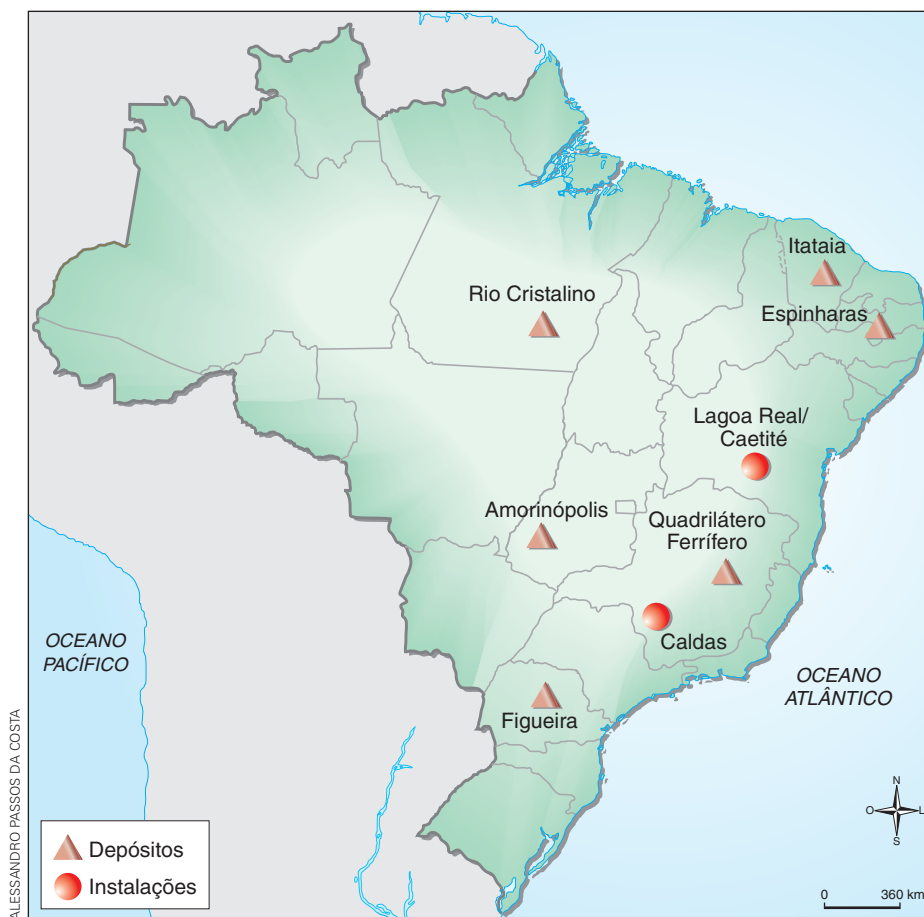 Itataia
Rio Cristalino
Espinharas
Lagoa Real/
Caetité
Amorinópolis
Quadrilátero
Ferrífero
Caldas
Figueira
OCEANO
PACÍFICO
OCEANO
ATLÂNTICO
N
O
L
S
0 360 km
Depósitos
Instalações
ALESSANDRO PASSOS DA COSTA